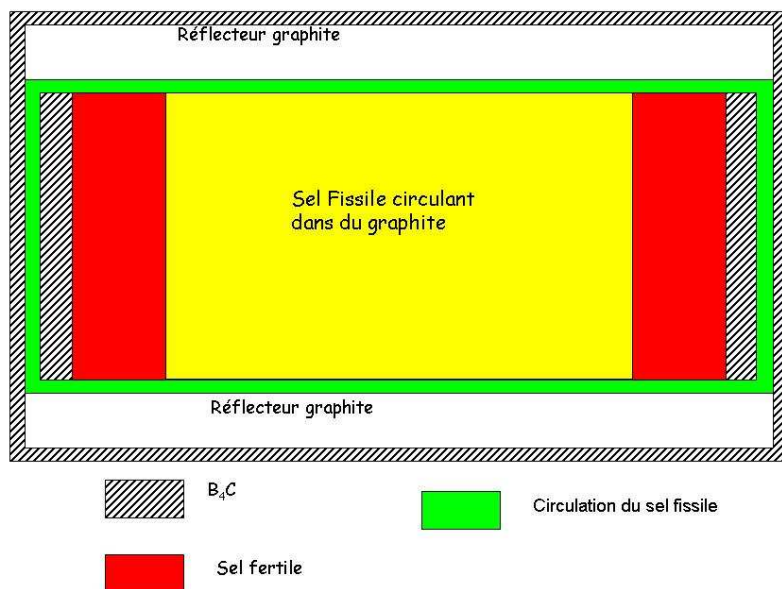 Réflecteur graphite
Sel Fissile circulant
dans du graphite
Réflecteur graphite
B₄C
Circulation du sel fissile
Sel fertile